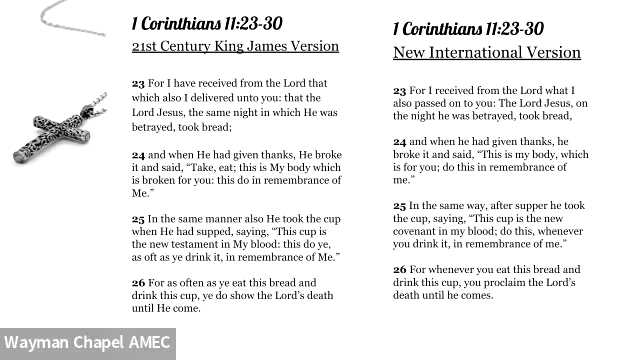 1 Corinthians 11:23-30
21st Century King James Version
23 For I have received from the Lord that
which also I delivered unto you: that the
Lord Jesus, the same night in which He was
betrayed, took bread;
24 and when He had given thanks, He broke
it and said, “Take, eat; this is My body which
is broken for you: this do in remembrance of
Me.”
25 In the same manner also He took the cup
when He had supped, saying, “This cup is
the new testament in My blood: this do ye,
as oft as ye drink it, in remembrance of Me.”
26 For as often as ye eat this bread and
drink this cup, ye do show the Lord’s death
until He come.
1 Corinthians 11:23-30
New International Version
23 For I received from the Lord what I
also passed on to you: The Lord Jesus, on
the night he was betrayed, took bread,
24 and when he had given thanks, he
broke it and said, “This is my body, which
is for you; do this in remembrance of
me.”
25 In the same way, after supper he took
the cup, saying, “This cup is the new
covenant in my blood; do this, whenever
you drink it, in remembrance of me.”
26 For whenever you eat this bread and
drink this cup, you proclaim the Lord’s
death until he comes.
Wayman Chapel AMEC